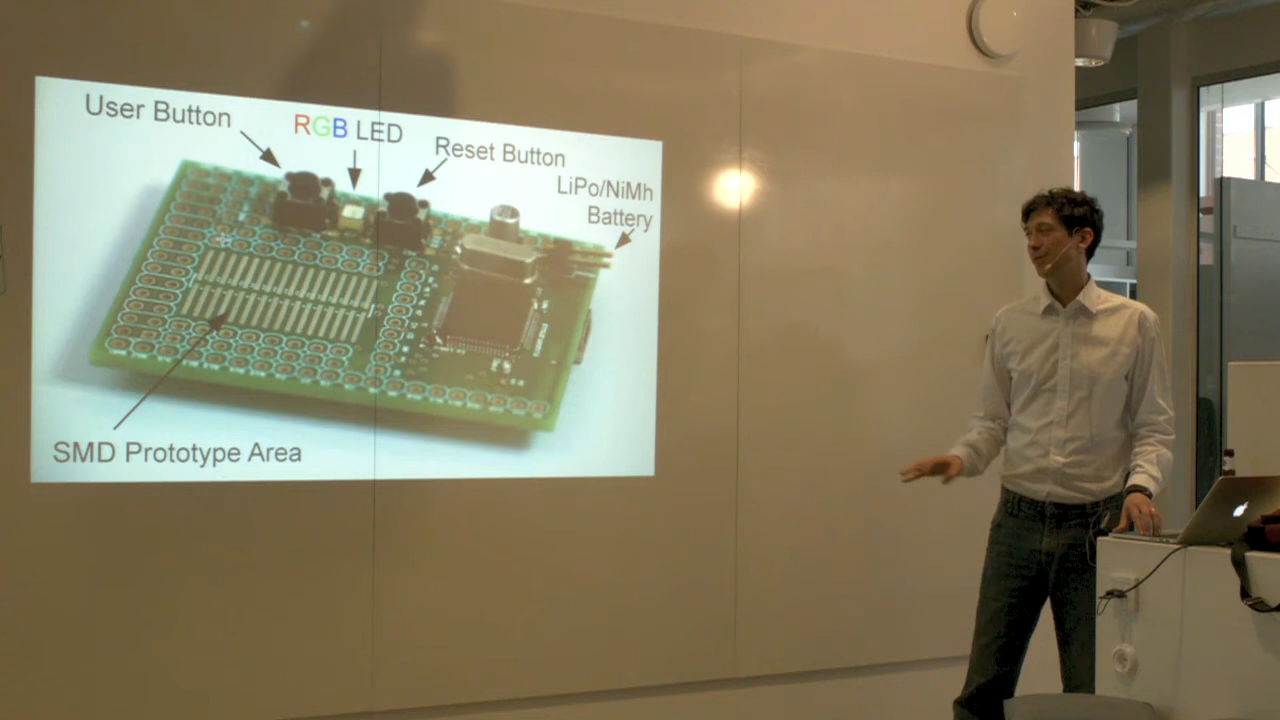 User Button
RGB LED
Reset Button
LiPo/NiMh
Battery
SMD Prototype Area